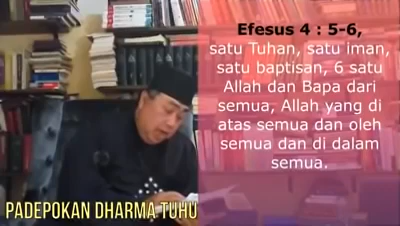 Efesus 4 : 5-6,
satu Tuhan, satu iman,
satu baptisan, 6 satu
Allah dan Bapa dari
semua, Allah yang di
atas semua dan oleh
semua dan di dalam
semua.
PADEPOKAN DHARMA TUHU